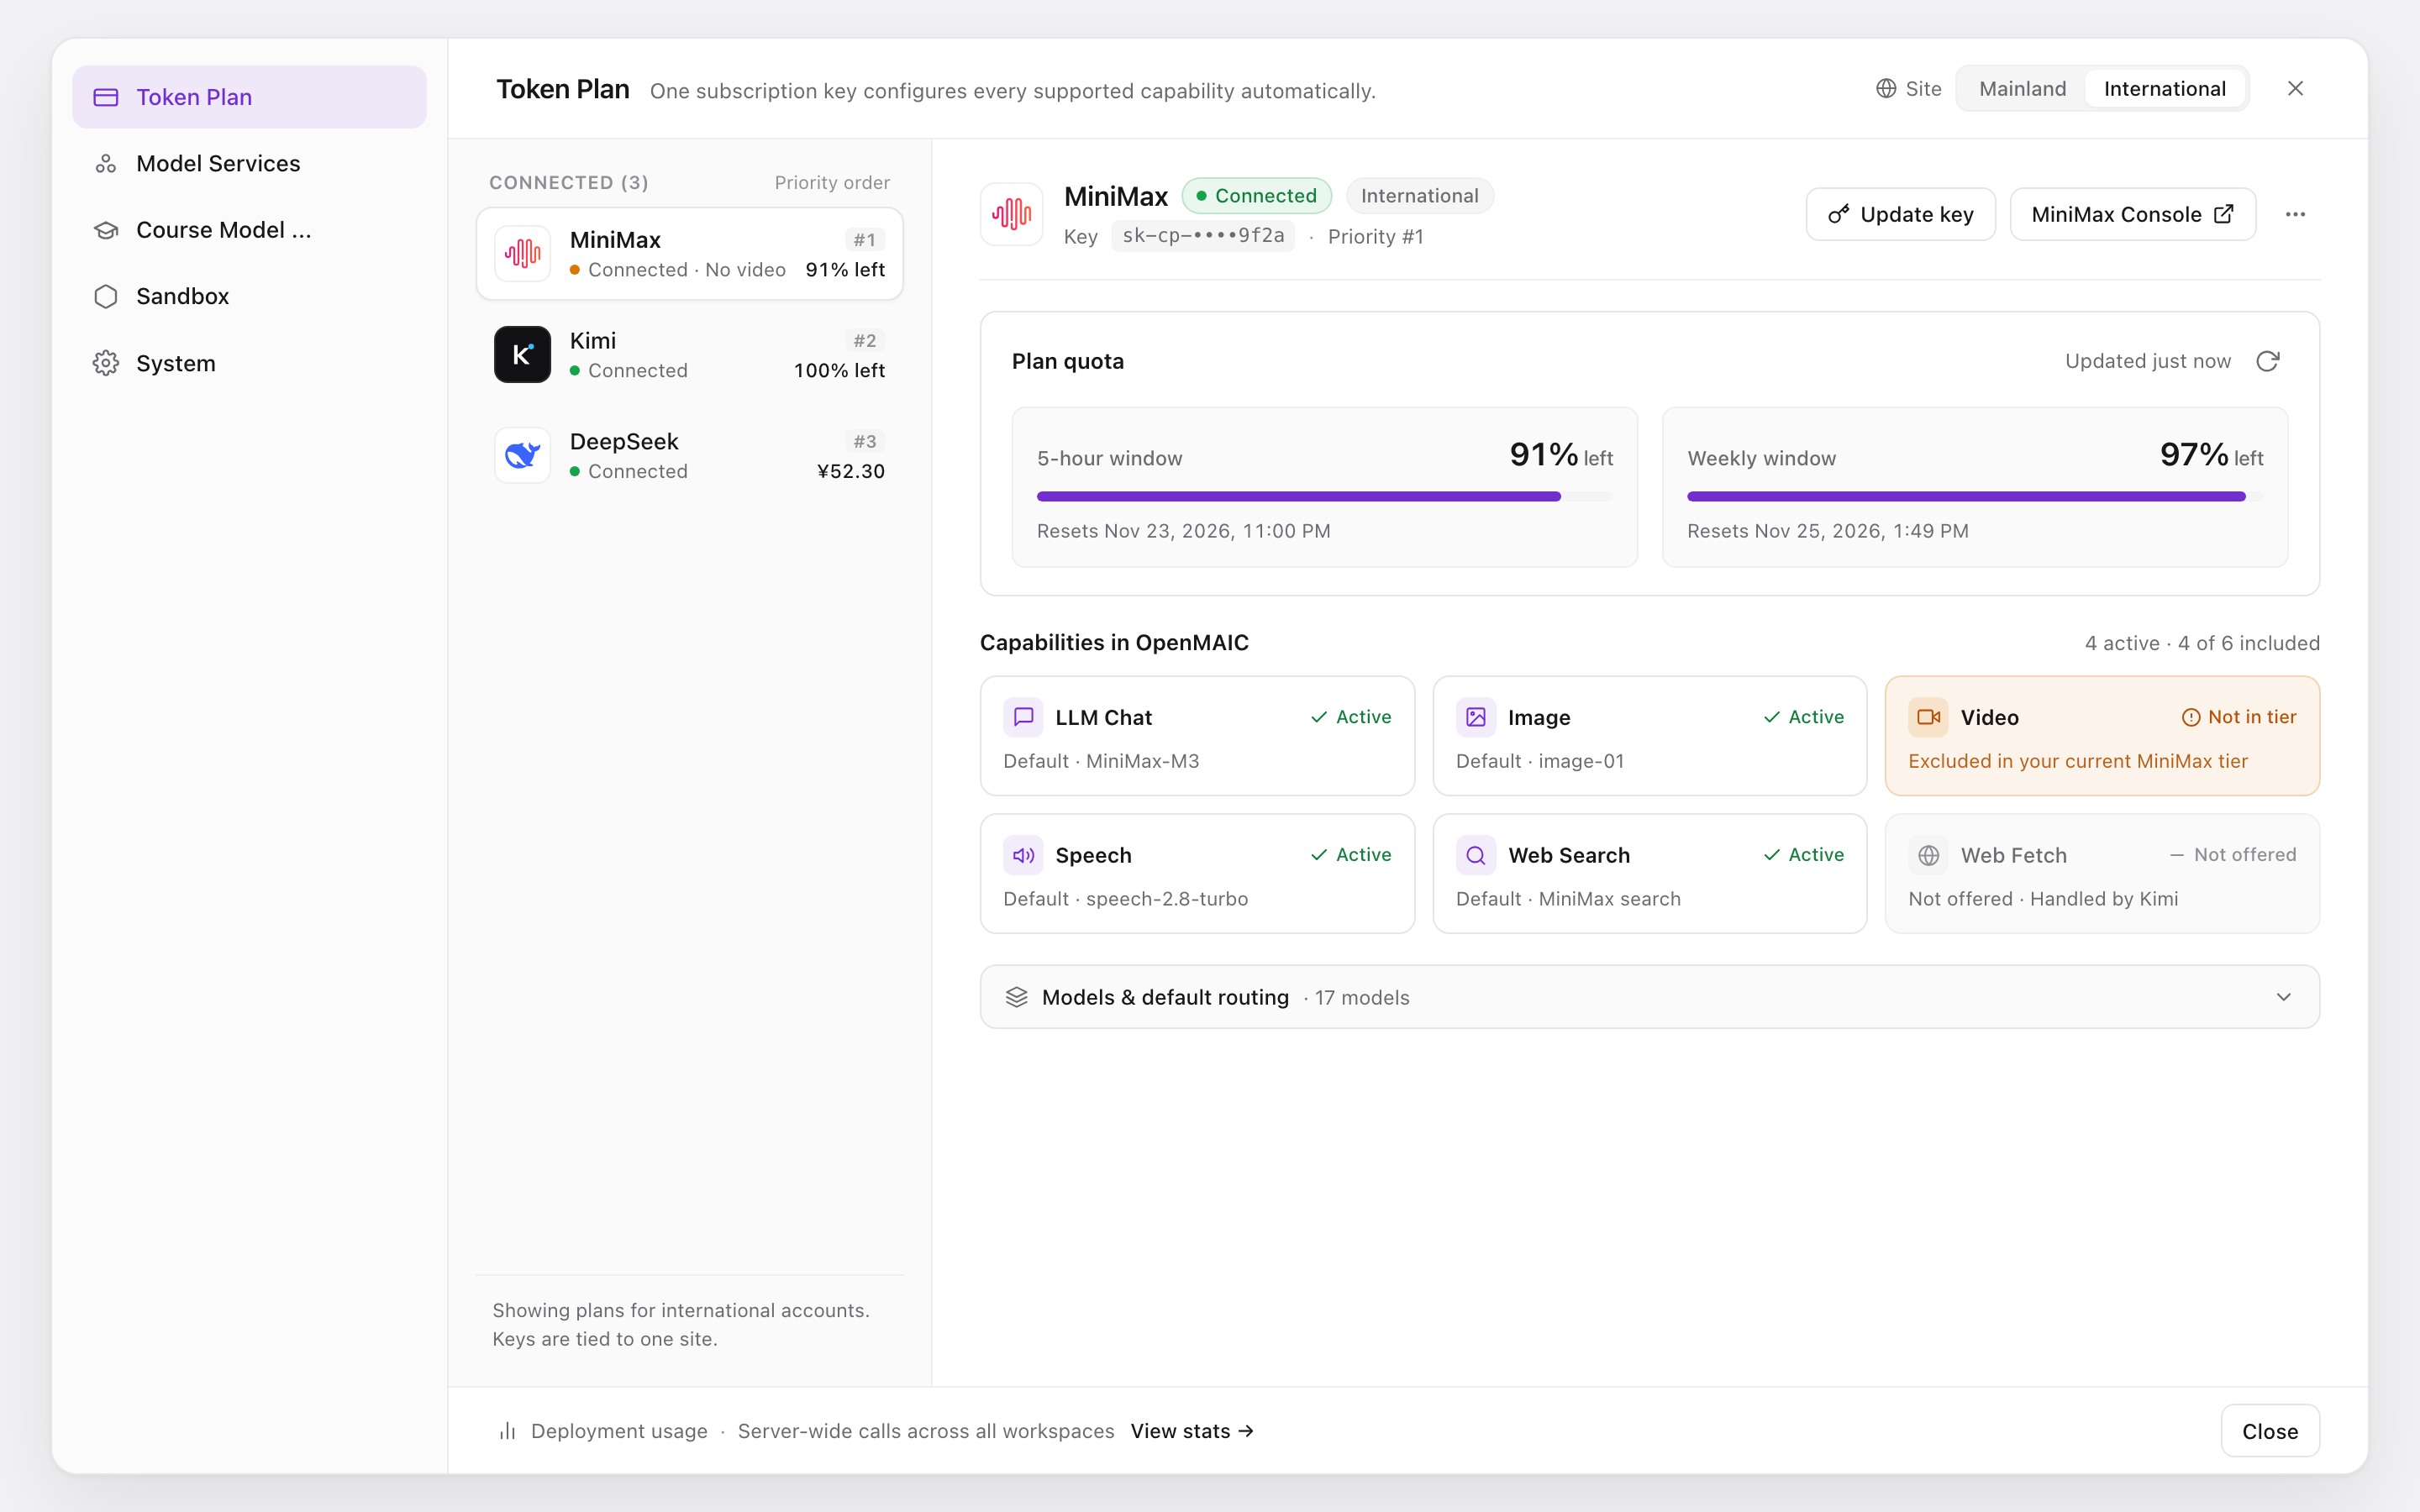 Token Plan
Model Services
Course Model ...
Sandbox
System
Token Plan One subscription key configures every supported capability automatically.
Site Mainland International
CONNECTED (3) Priority order
MiniMax #1
Connected · No video 91% left
Kimi #2
Connected 100% left
DeepSeek #3
Connected ¥52.30
Showing plans for international accounts.
Keys are tied to one site.
MiniMax Connected International
Key sk-cp-••••9f2a · Priority #1
Update key
MiniMax Console
Plan quota Updated just now
5-hour window 91% left
Resets Nov 23, 2026, 11:00 PM
Weekly window 97% left
Resets Nov 25, 2026, 1:49 PM
Capabilities in OpenMAIC 4 active · 4 of 6 included
LLM Chat Active
Default · MiniMax-M3
Image Active
Default · image-01
Video Not in tier
Excluded in your current MiniMax tier
Speech Active
Default · speech-2.8-turbo
Web Search Active
Default · MiniMax search
Web Fetch — Not offered
Not offered · Handled by Kimi
Models & default routing · 17 models
Deployment usage · Server-wide calls across all workspaces View stats →
Close